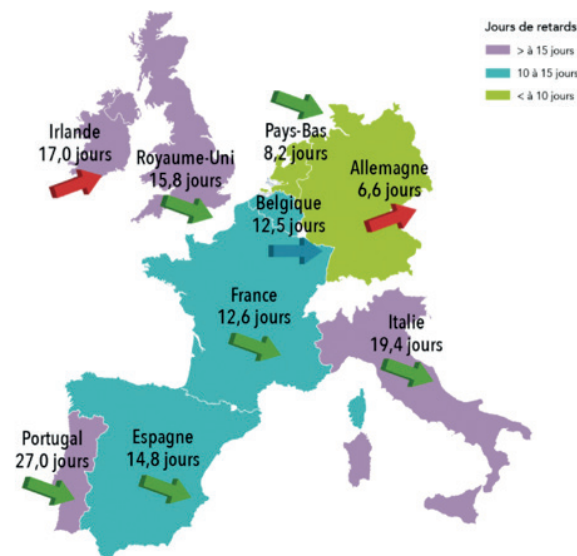 Jours de retards
> à 15 jours
10 à 15 jours
< à 10 jours
Irlande
17,0 jours
Royaume-Uni
15,8 jours
Pays-Bas
8,2 jours
Allemagne
6,6 jours
Belgique
12,5 jours
France
12,6 jours
Italie
19,4 jours
Portugal
27,0 jours
Espagne
14,8 jours